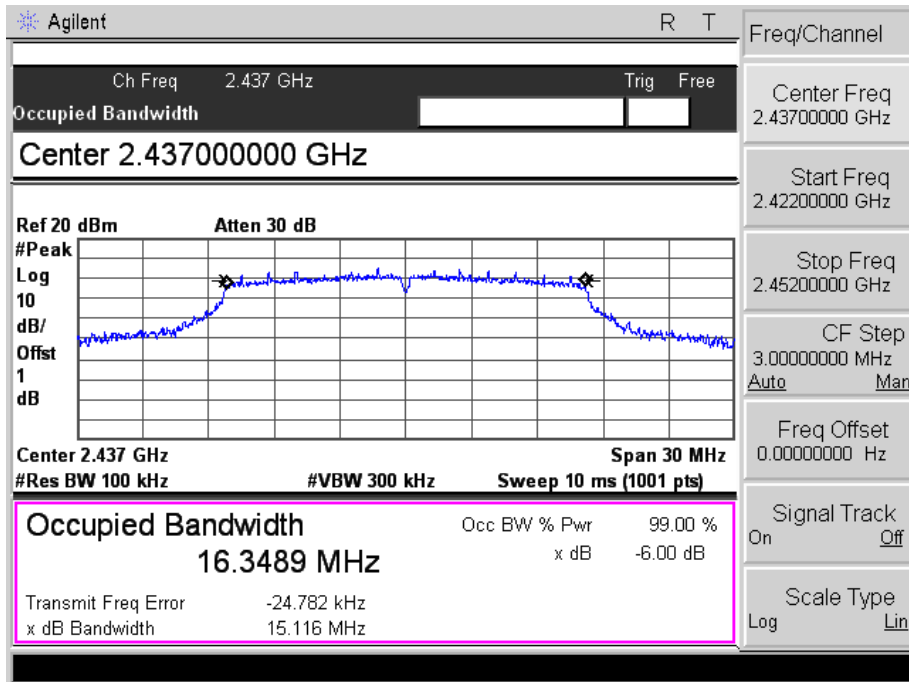 Agilent R T
Ch Freq 2.437 GHz Trig Free
Occupied Bandwidth
Center 2.437000000 GHz
Ref 20 dBm Atten 30 dB
#Peak
Log
10
dB/
Offst
1
dB
Center 2.437 GHz Span 30 MHz
#Res BW 100 kHz #VBW 300 kHz Sweep 10 ms (1001 pts)
Occupied Bandwidth Occ BW % Pwr 99.00 %
16.3489 MHz x dB -6.00 dB
Transmit Freq Error -24.782 kHz
x dB Bandwidth 15.116 MHz
Freq/Channel
Center Freq
2.43700000 GHz
Start Freq
2.42200000 GHz
Stop Freq
2.45200000 GHz
CF Step
3.00000000 MHz
Auto Man
Freq Offset
0.00000000 Hz
Signal Track
On Off
Scale Type
Log Lin